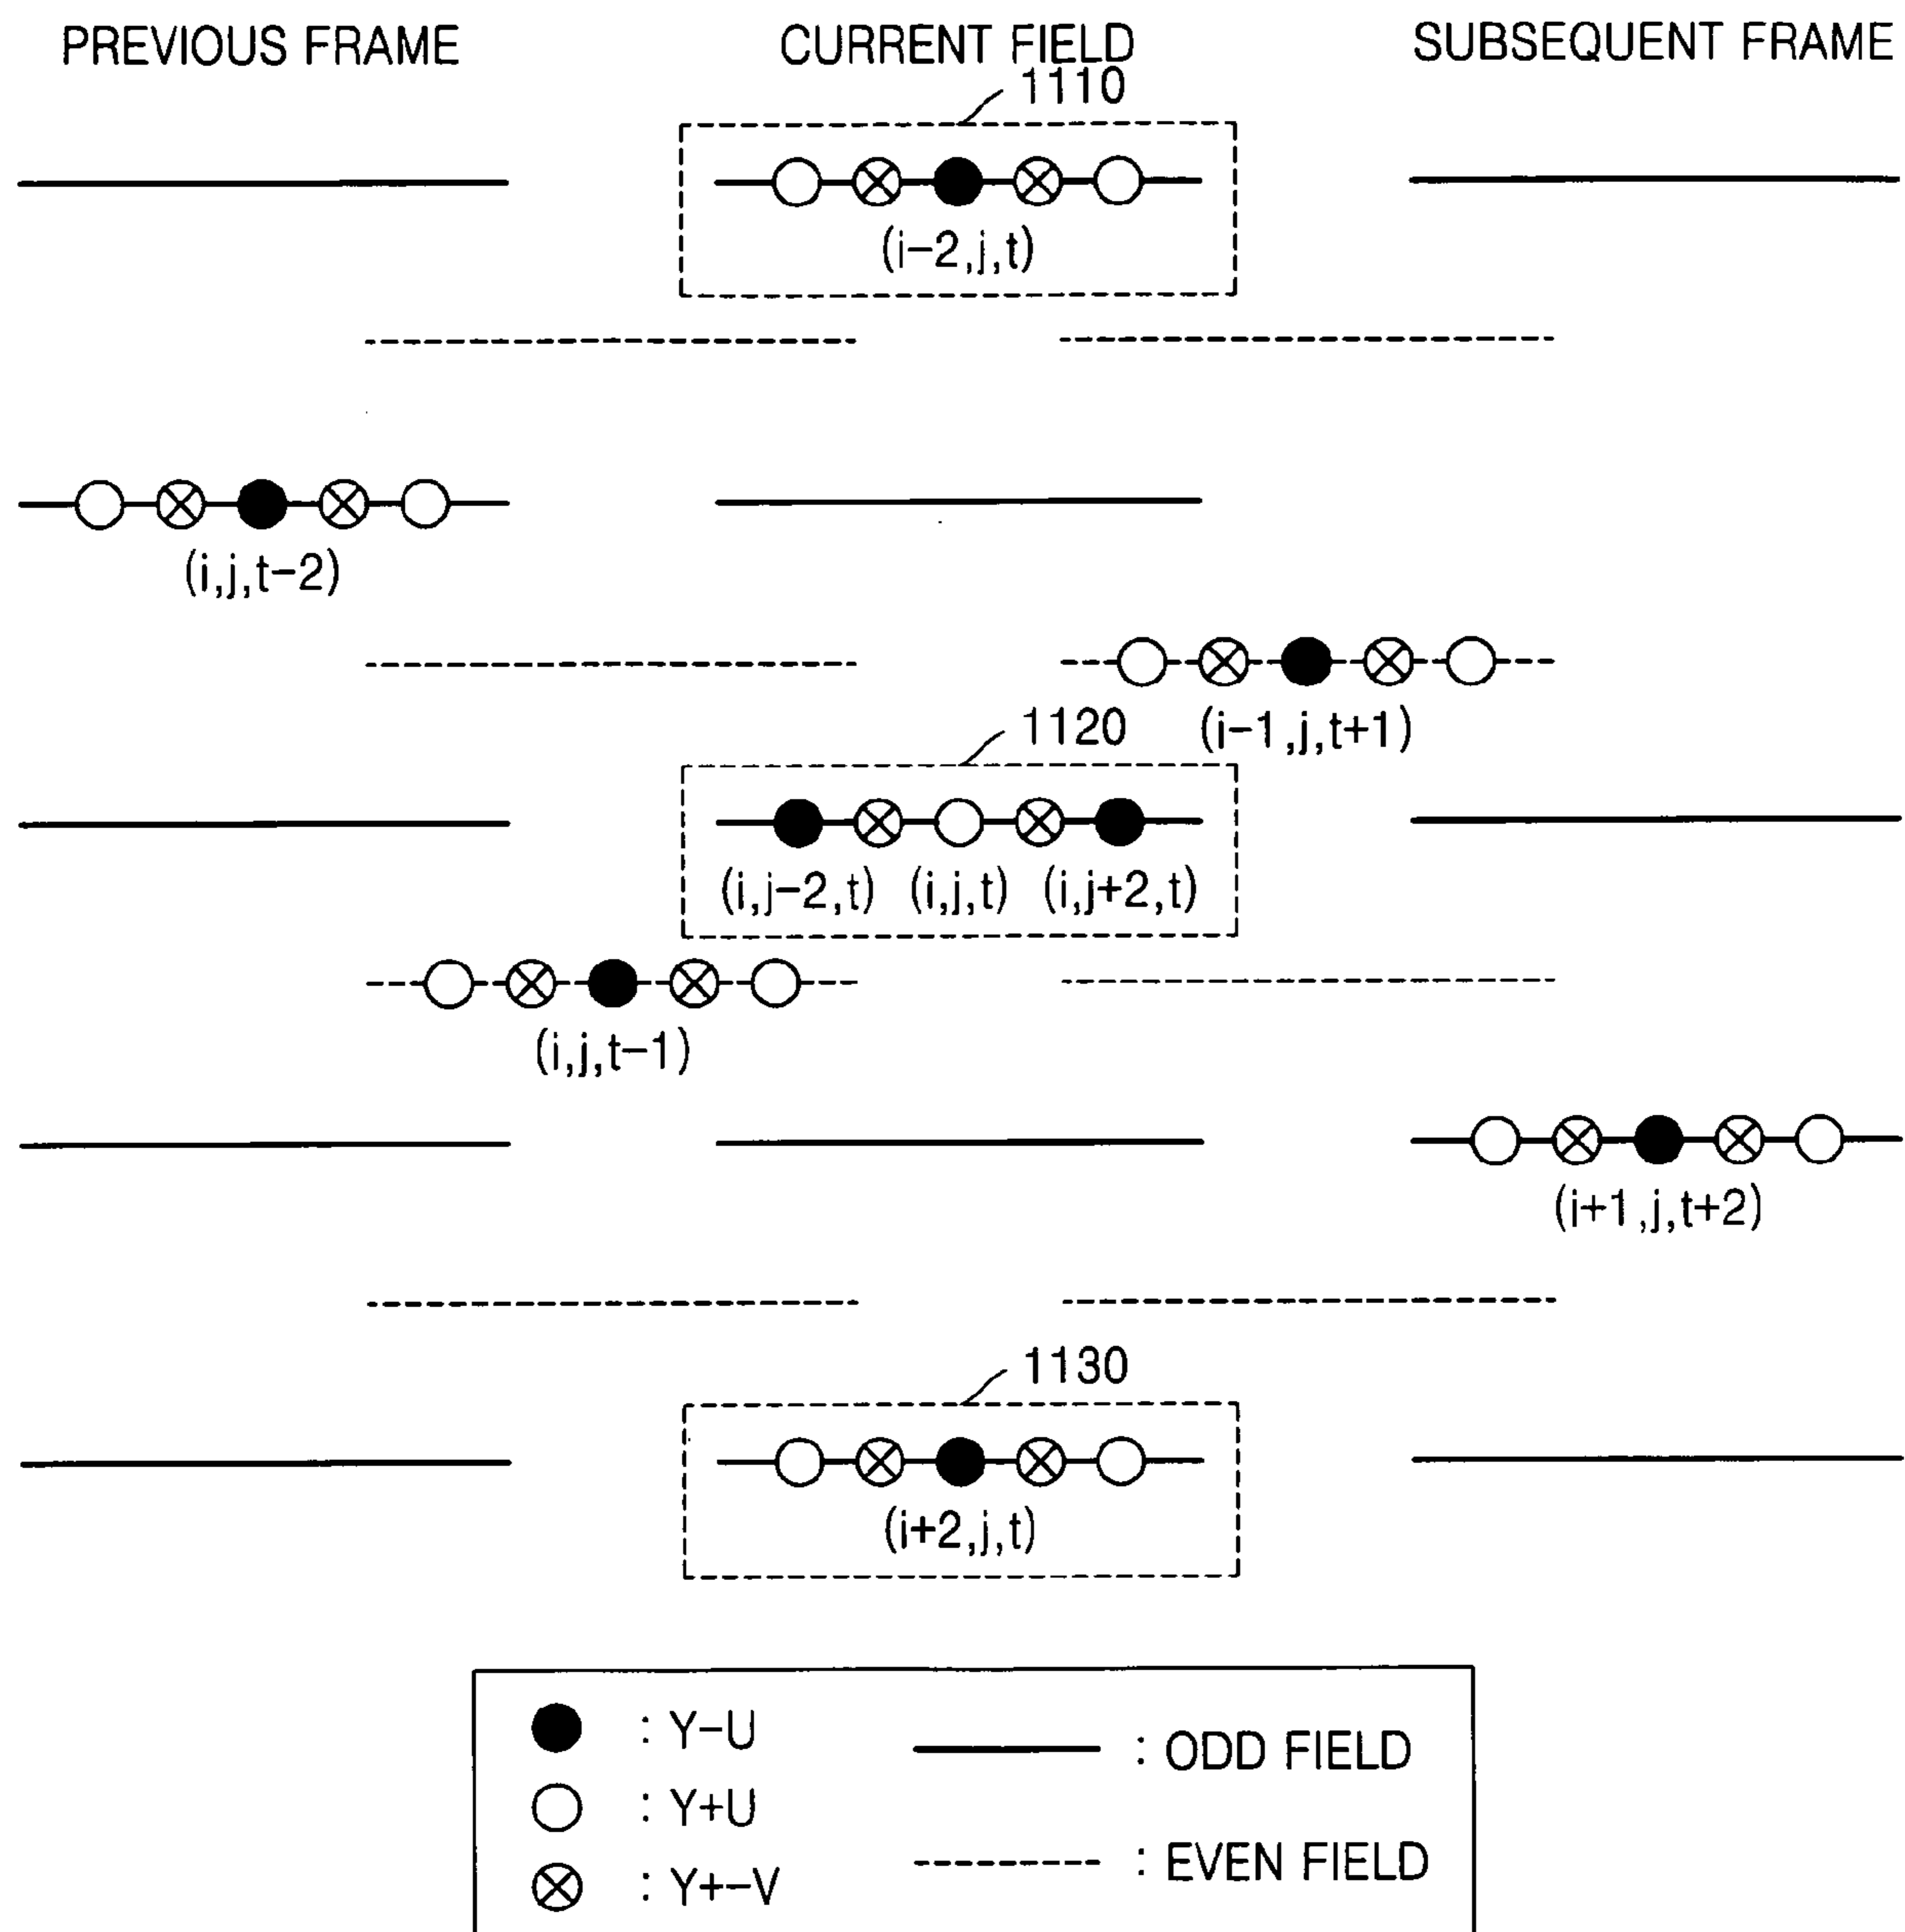 PREVIOUS FRAME CURRENT FIELD SUBSEQUENT FRAME
1110
(i-2,j,t)
(i,j,t-2)
(i-1,j,t+1)
1120
(i,j-2,t) (i,j,t) (i,j+2,t)
(i,j,t-1)
(i+1,j,t+2)
1130
(i+2,j,t)
: Y-U
: ODD FIELD
: Y+U
: EVEN FIELD
: Y+-V